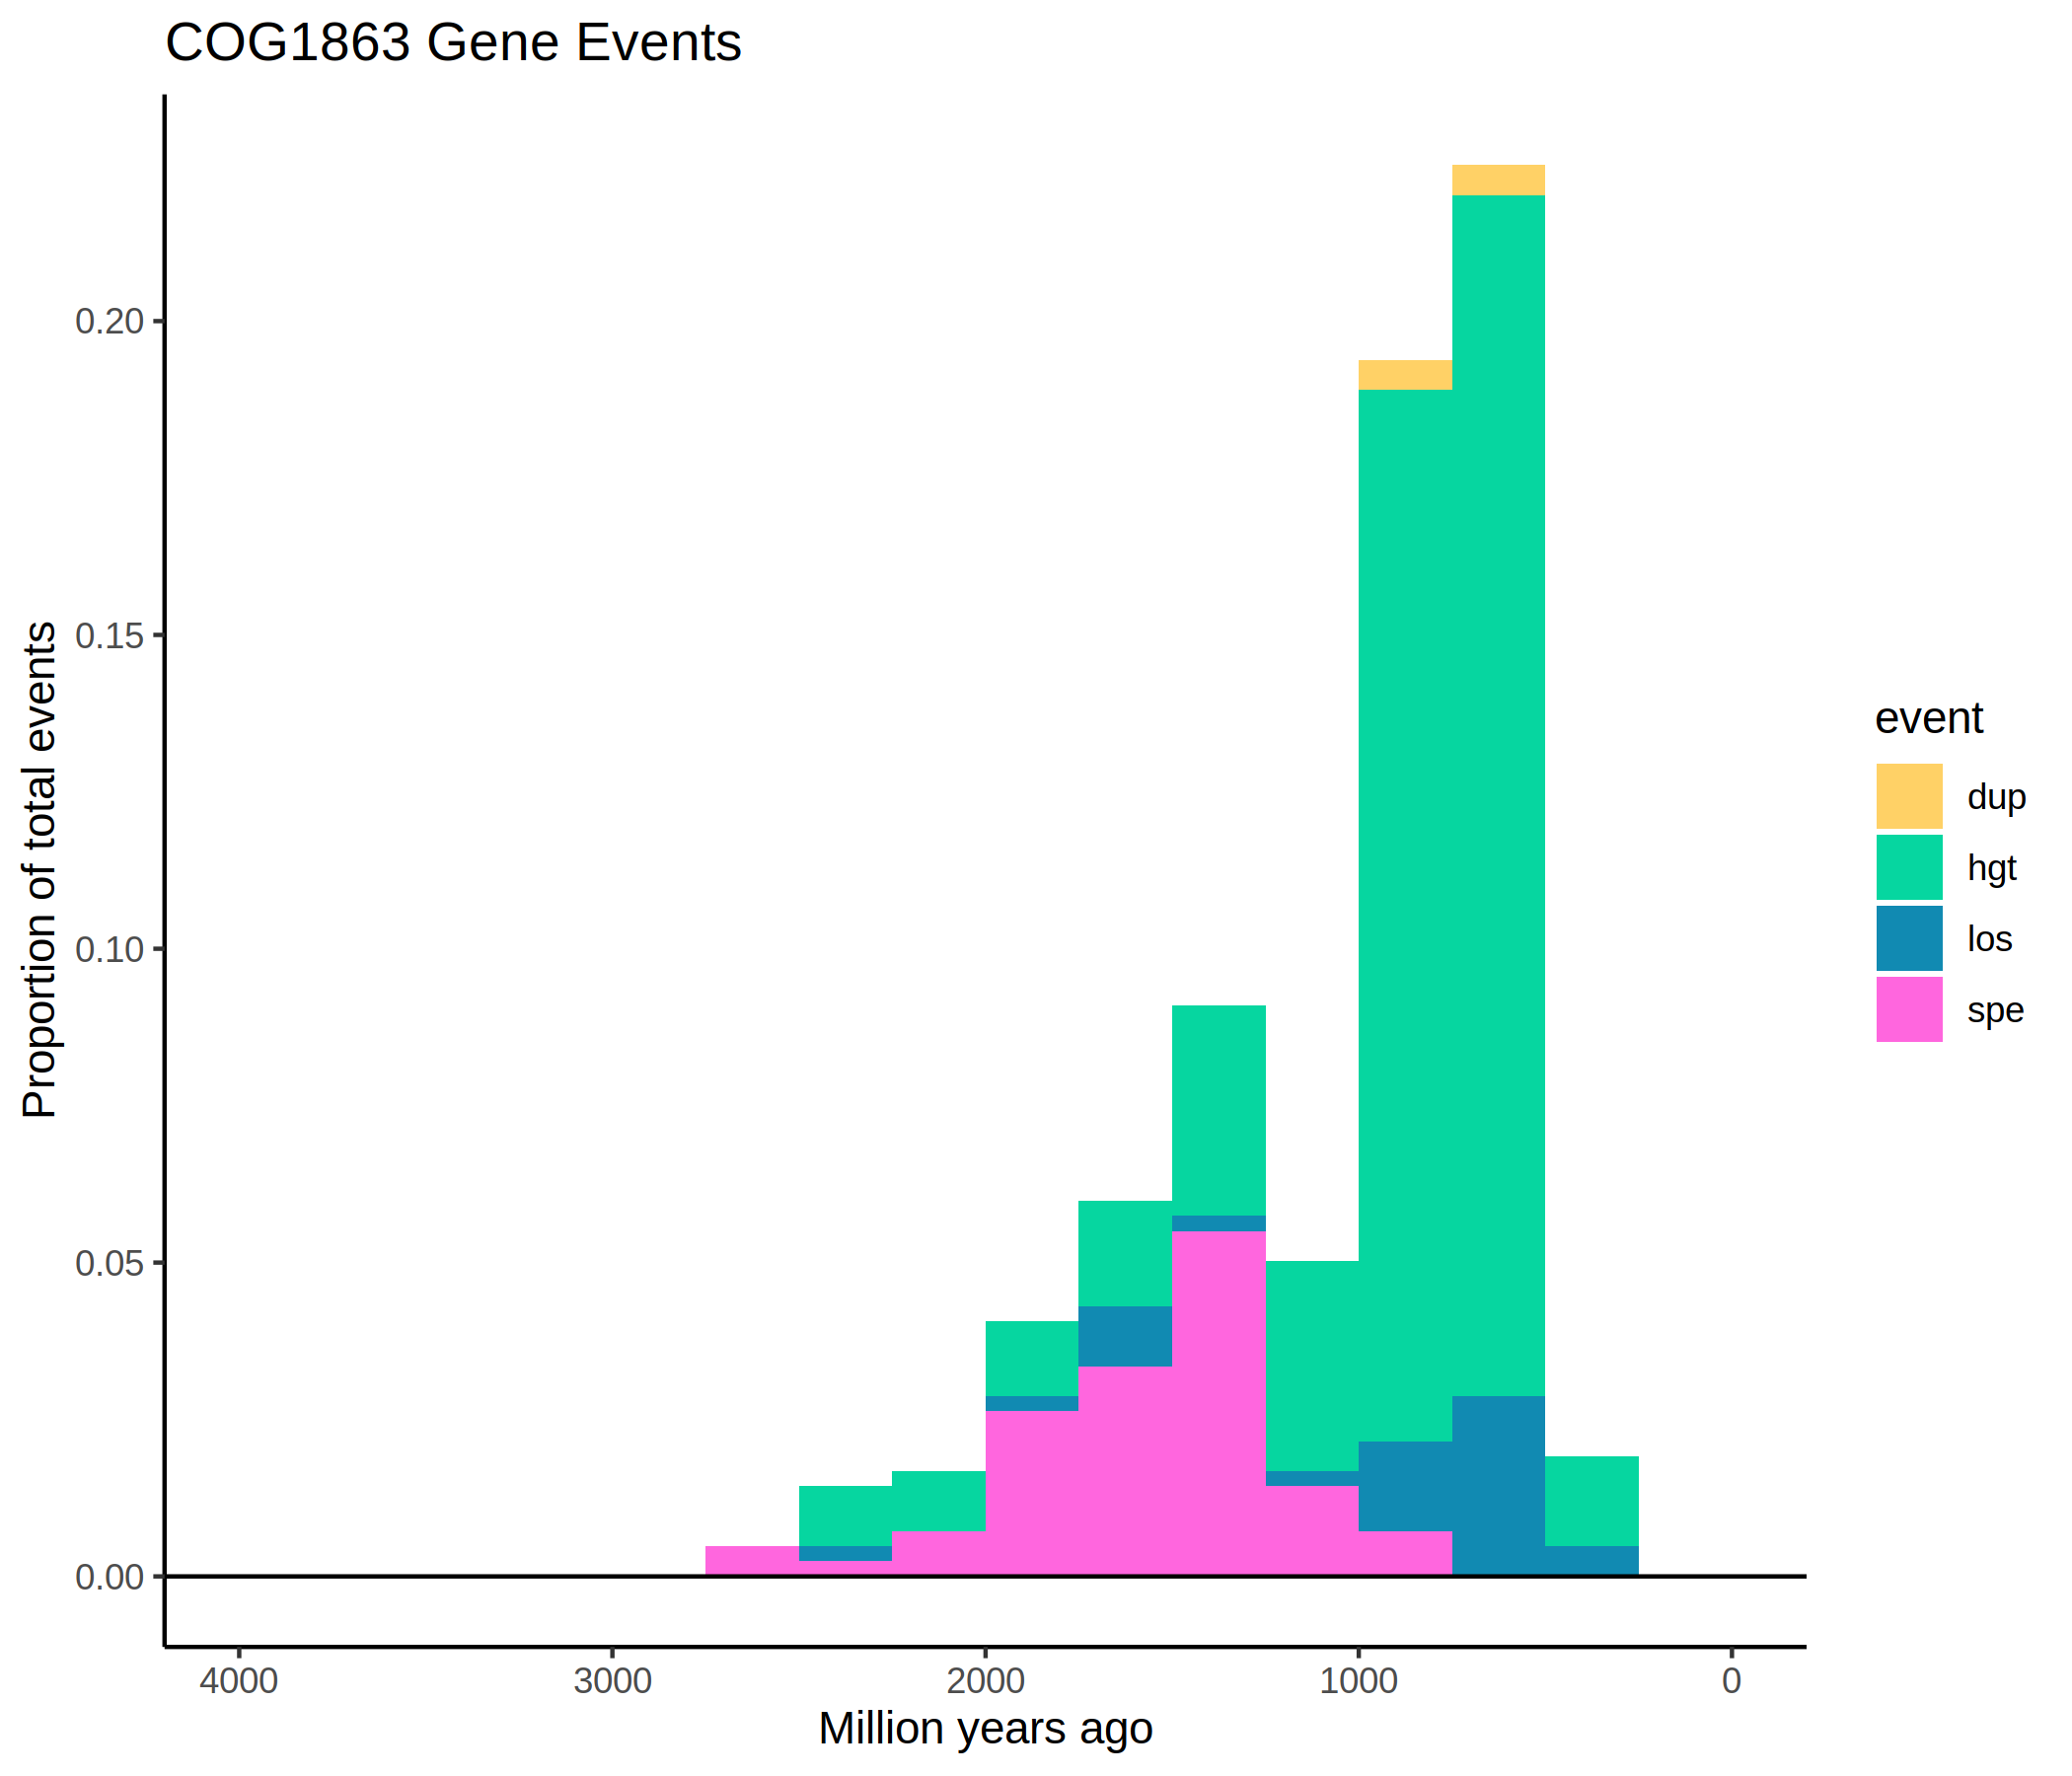 COG1863 Gene Events
Proportion of total events
0.20
0.15
0.10
0.05
0.00
4000 3000 2000 1000 0
Million years ago
event
dup
hgt
los
spe